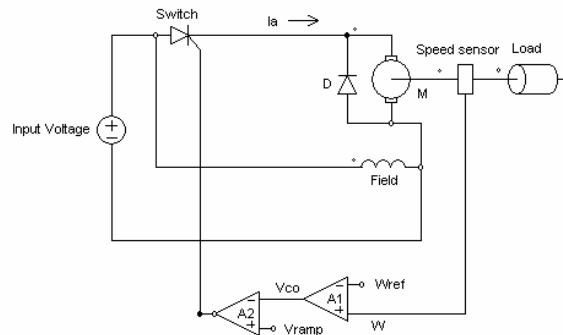 Switch
Ia
Speed sensor
Load
D
M
Input Voltage
Field
Vco
A1
Wref
A2
Vramp
W